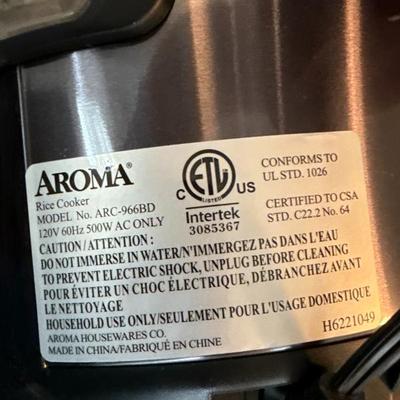 AROMA®
Rice Cooker
MODEL No. ARC-966BD
120V 60Hz 500W AC ONLY
C ETL US
LISTED
Intertek
3085367
CONFORMS TO
UL STD. 1026
CERTIFIED TO CSA
STD. C22.2 No. 64
CAUTION / ATTENTION :
DO NOT IMMERSE IN WATER/N'IMMERGEZ PAS DANS L'EAU
TO PREVENT ELECTRIC SHOCK, UNPLUG BEFORE CLEANING
POUR ÉVITER UN CHOC ÉLECTRIQUE, DÉBRANCHEZ AVANT
LE NETTOYAGE
HOUSEHOLD USE ONLY/SEULEMENT POUR L'USAGE DOMESTIQUE
AROMA HOUSEWARES CO.
MADE IN CHINA/FABRIQUÉ EN CHINE
H6221049